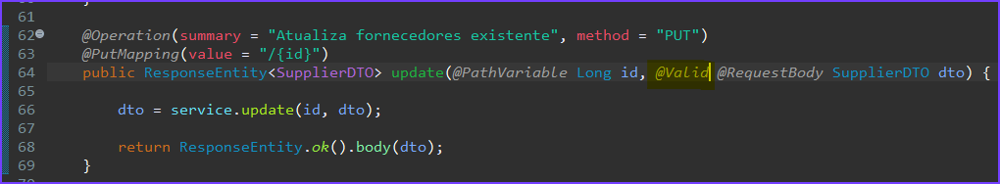 61
62 @Operation(summary = "Atualiza fornecedores existente", method = "PUT")
63 @PutMapping(value = "/{id}")
64 public ResponseEntity<SupplierDTO> update(@PathVariable Long id, @Valid @RequestBody SupplierDTO dto) {
65
66 dto = service.update(id, dto);
67
68 return ResponseEntity.ok().body(dto);
69 }